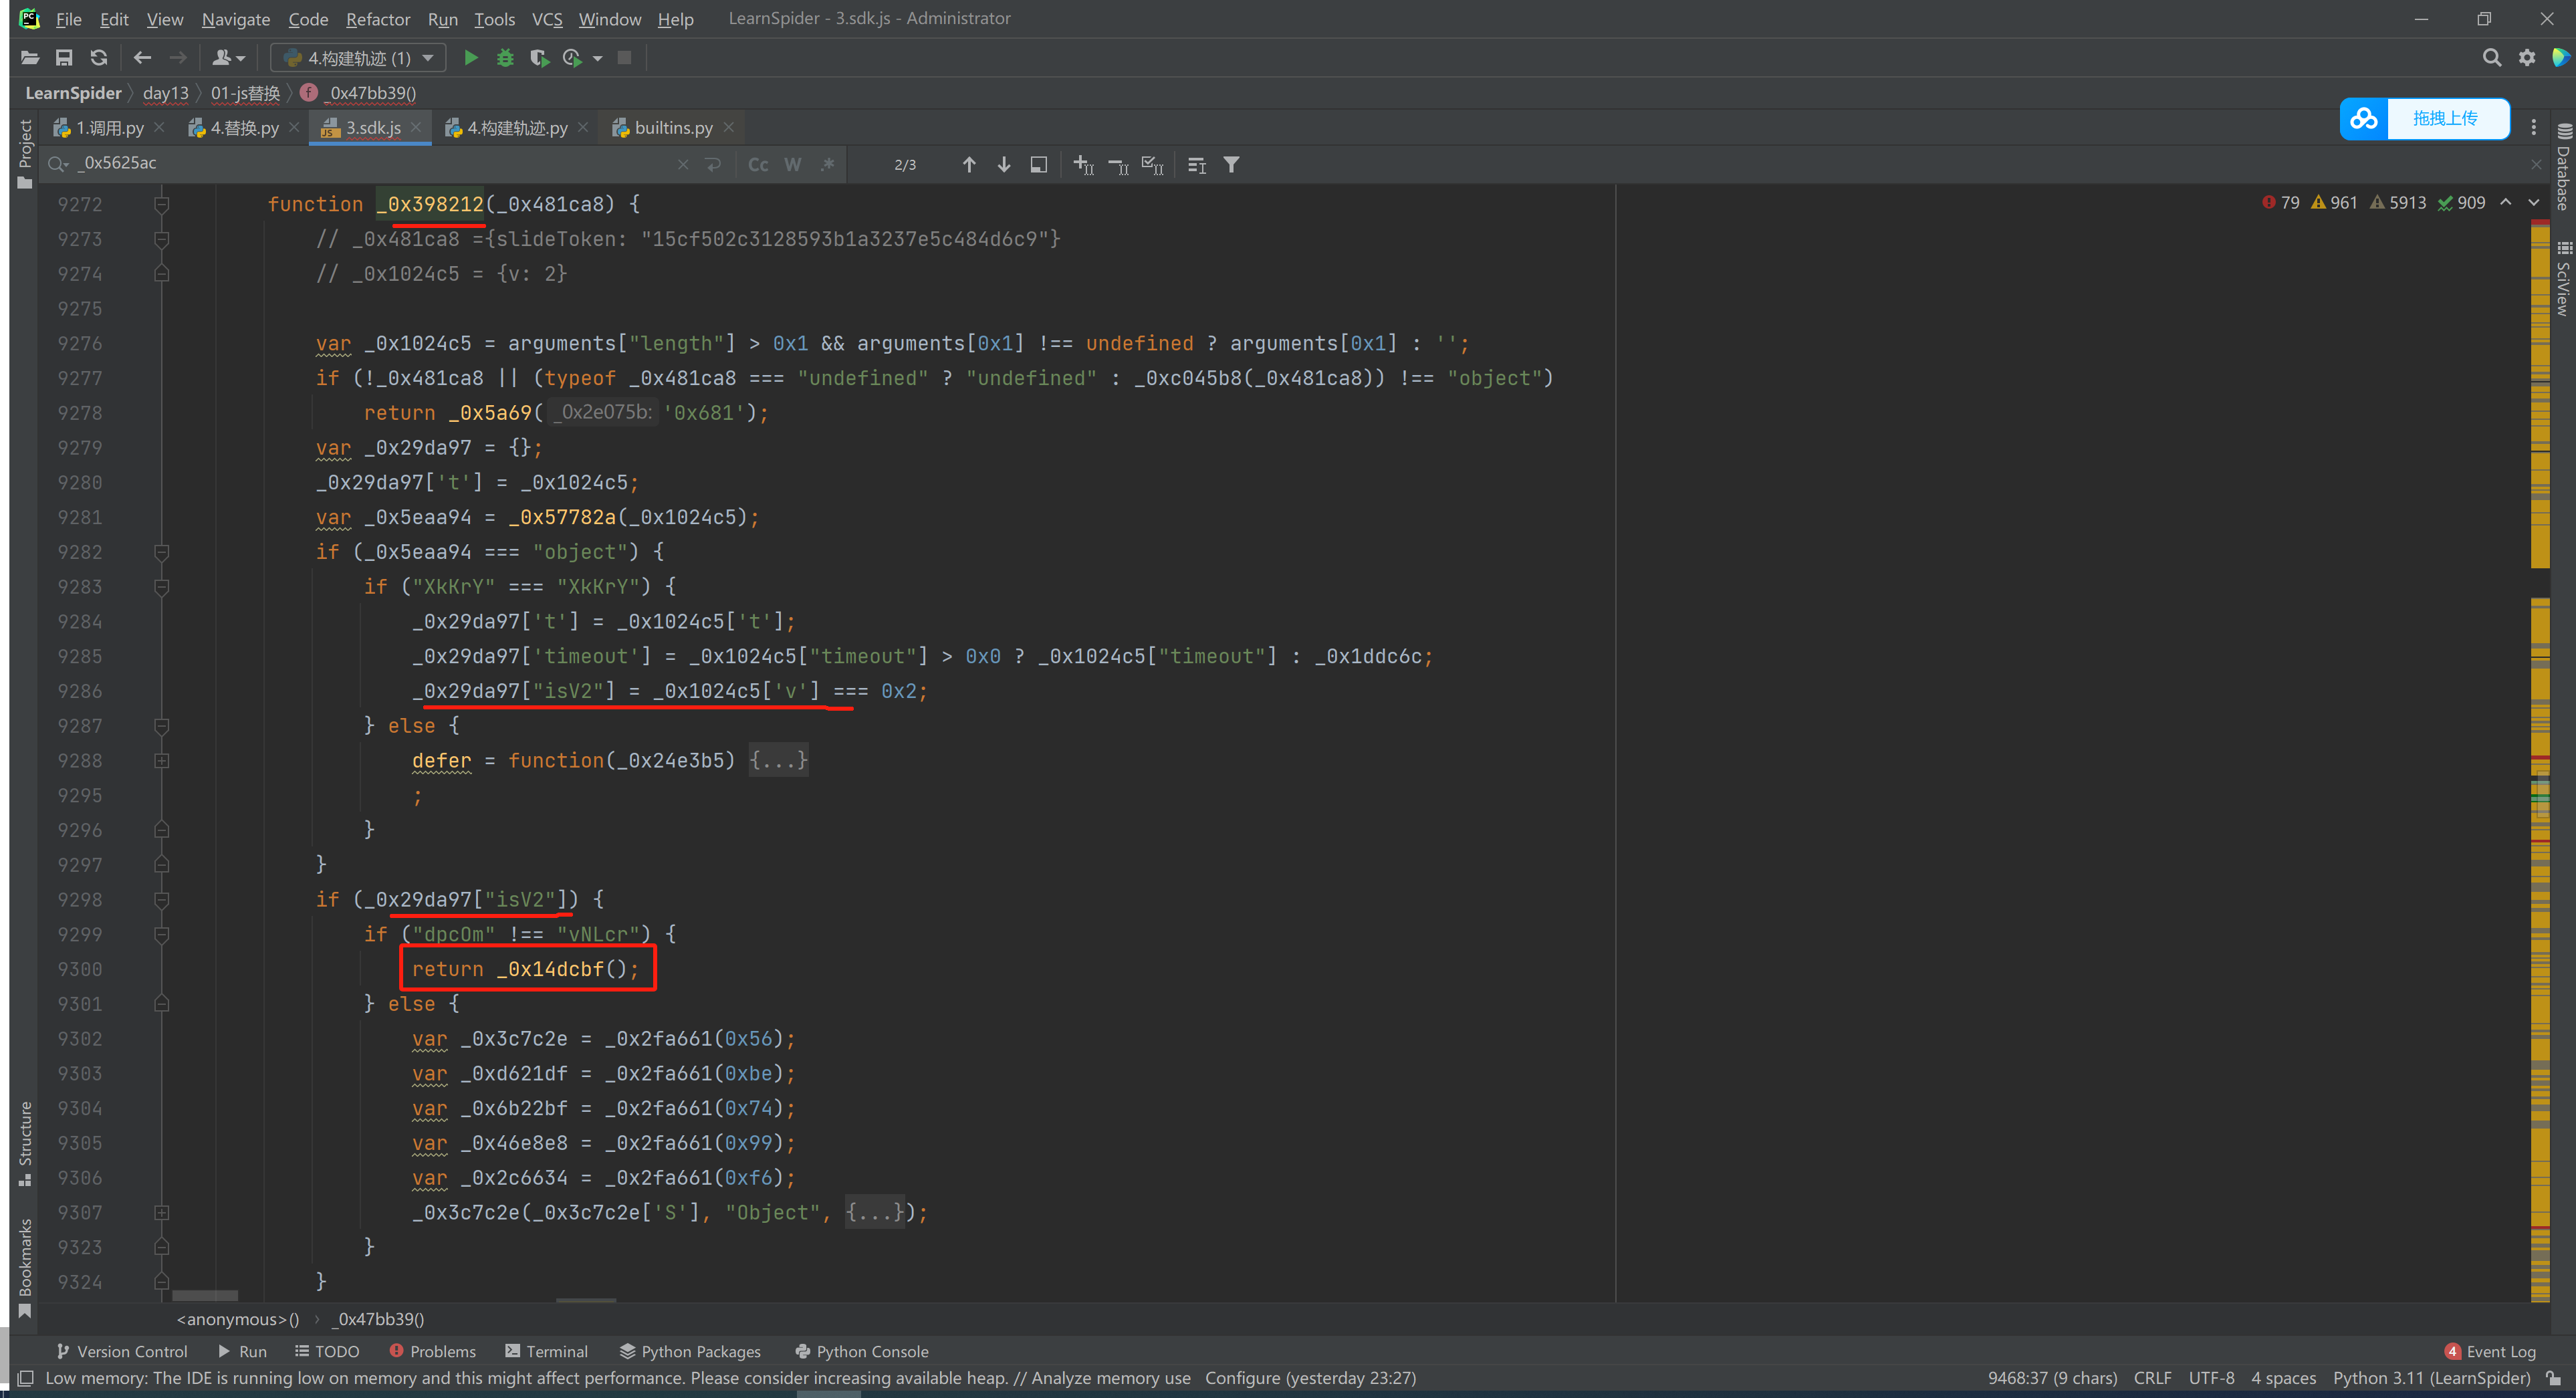 File Edit View Navigate Code Refactor Run Tools VCS Window Help LearnSpider - 3.sdk.js - Administrator
4.构建轨迹 (1)
LearnSpider day13 01-js替换 f _0x47bb39()
1.调用.py 4.替换.py 3.sdk.js 4.构建轨迹.py builtins.py
拖拽上传
_0x5625ac Cc W .* 2/3
79 961 5913 909
9272 function _0x398212(_0x481ca8) {
9273 // _0x481ca8 ={slideToken: "15cf502c3128593b1a3237e5c484d6c9"}
9274 // _0x1024c5 = {v: 2}
9275
9276 var _0x1024c5 = arguments["length"] > 0x1 && arguments[0x1] !== undefined ? arguments[0x1] : '';
9277 if (!_0x481ca8 || (typeof _0x481ca8 === "undefined" ? "undefined" : _0xc045b8(_0x481ca8)) !== "object")
9278 return _0x5a69( _0x2e075b: '0x681');
9279 var _0x29da97 = {};
9280 _0x29da97['t'] = _0x1024c5;
9281 var _0x5eaa94 = _0x57782a(_0x1024c5);
9282 if (_0x5eaa94 === "object") {
9283 if ("XkKrY" === "XkKrY") {
9284 _0x29da97['t'] = _0x1024c5['t'];
9285 _0x29da97['timeout'] = _0x1024c5["timeout"] > 0x0 ? _0x1024c5["timeout"] : _0x1ddc6c;
9286 _0x29da97["isV2"] = _0x1024c5['v'] === 0x2;
9287 } else {
9288 defer = function(_0x24e3b5) {...}
9295 ;
9296 }
9297 }
9298 if (_0x29da97["isV2"]) {
9299 if ("dpcOm" !== "vNLcr") {
9300 return _0x14dcbf();
9301 } else {
9302 var _0x3c7c2e = _0x2fa661(0x56);
9303 var _0xd621df = _0x2fa661(0xbe);
9304 var _0x6b22bf = _0x2fa661(0x74);
9305 var _0x46e8e8 = _0x2fa661(0x99);
9306 var _0x2c6634 = _0x2fa661(0xf6);
9307 _0x3c7c2e(_0x3c7c2e['S'], "Object", {...});
9323 }
9324 }
Project
Structure
Bookmarks
Database
SciView
<anonymous>() _0x47bb39()
Version Control Run TODO Problems Terminal Python Packages Python Console 4 Event Log
Low memory: The IDE is running low on memory and this might affect performance. Please consider increasing available heap. // Analyze memory use Configure (yesterday 23:27) 9468:37 (9 chars) CRLF UTF-8 4 spaces Python 3.11 (LearnSpider)